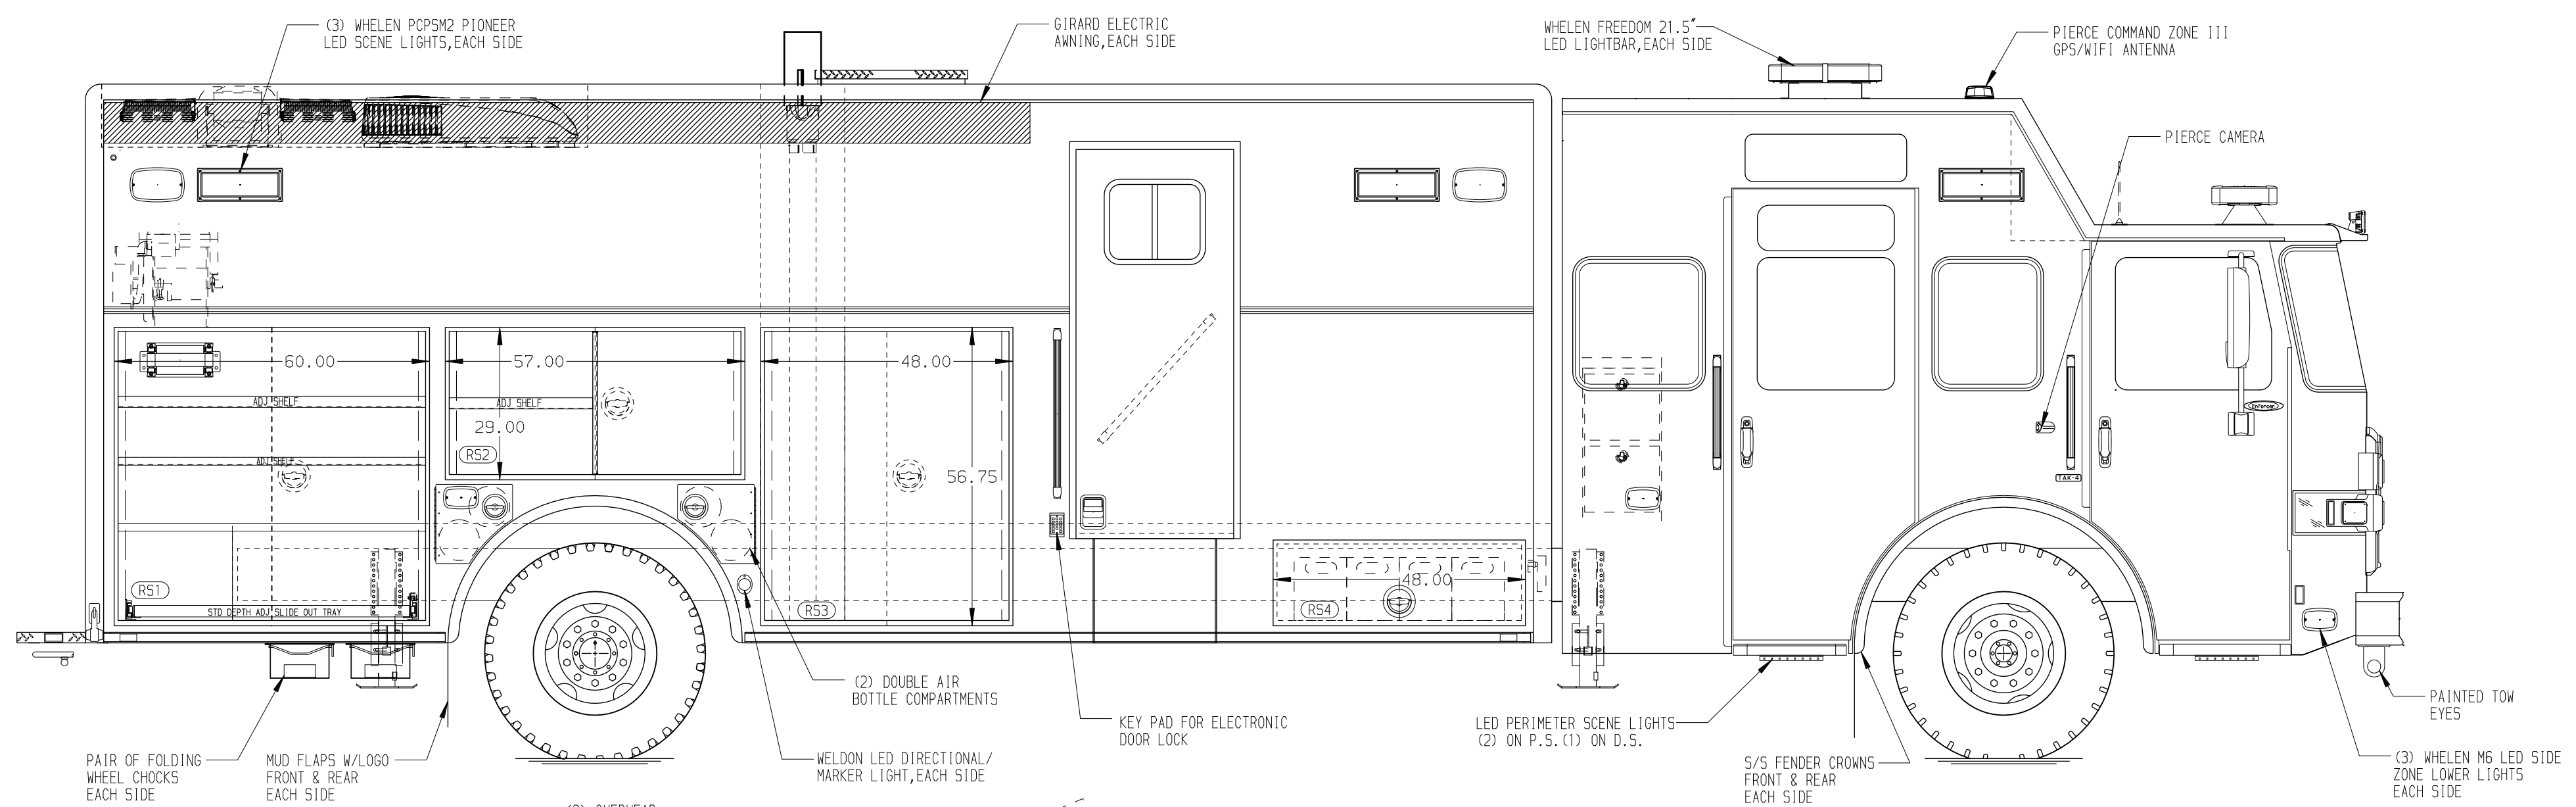 (3) WHELEN PCPSM2 PIONEER
LED SCENE LIGHTS,EACH SIDE
GIRARD ELECTRIC
AWNING,EACH SIDE
WHELEN FREEDOM 21.5"
LED LIGHTBAR,EACH SIDE
PIERCE COMMAND ZONE III
GPS/WIFI ANTENNA
PIERCE CAMERA
60.00
57.00
48.00
ADJ SHELF
ADJ SHELF
29.00
RS2
ADJ SHELF
56.75
Enforcer
TAK-4
RS1
STD DEPTH ADJ SLIDE OUT TRAY
RS3
48.00
RS4
(2) DOUBLE AIR
BOTTLE COMPARTMENTS
KEY PAD FOR ELECTRONIC
DOOR LOCK
LED PERIMETER SCENE LIGHTS
(2) ON P.S.(1) ON D.S.
PAINTED TOW
EYES
PAIR OF FOLDING
WHEEL CHOCKS
EACH SIDE
MUD FLAPS W/LOGO
FRONT & REAR
EACH SIDE
WELDON LED DIRECTIONAL/
MARKER LIGHT,EACH SIDE
S/S FENDER CROWNS
FRONT & REAR
EACH SIDE
(3) WHELEN M6 LED SIDE
ZONE LOWER LIGHTS
EACH SIDE